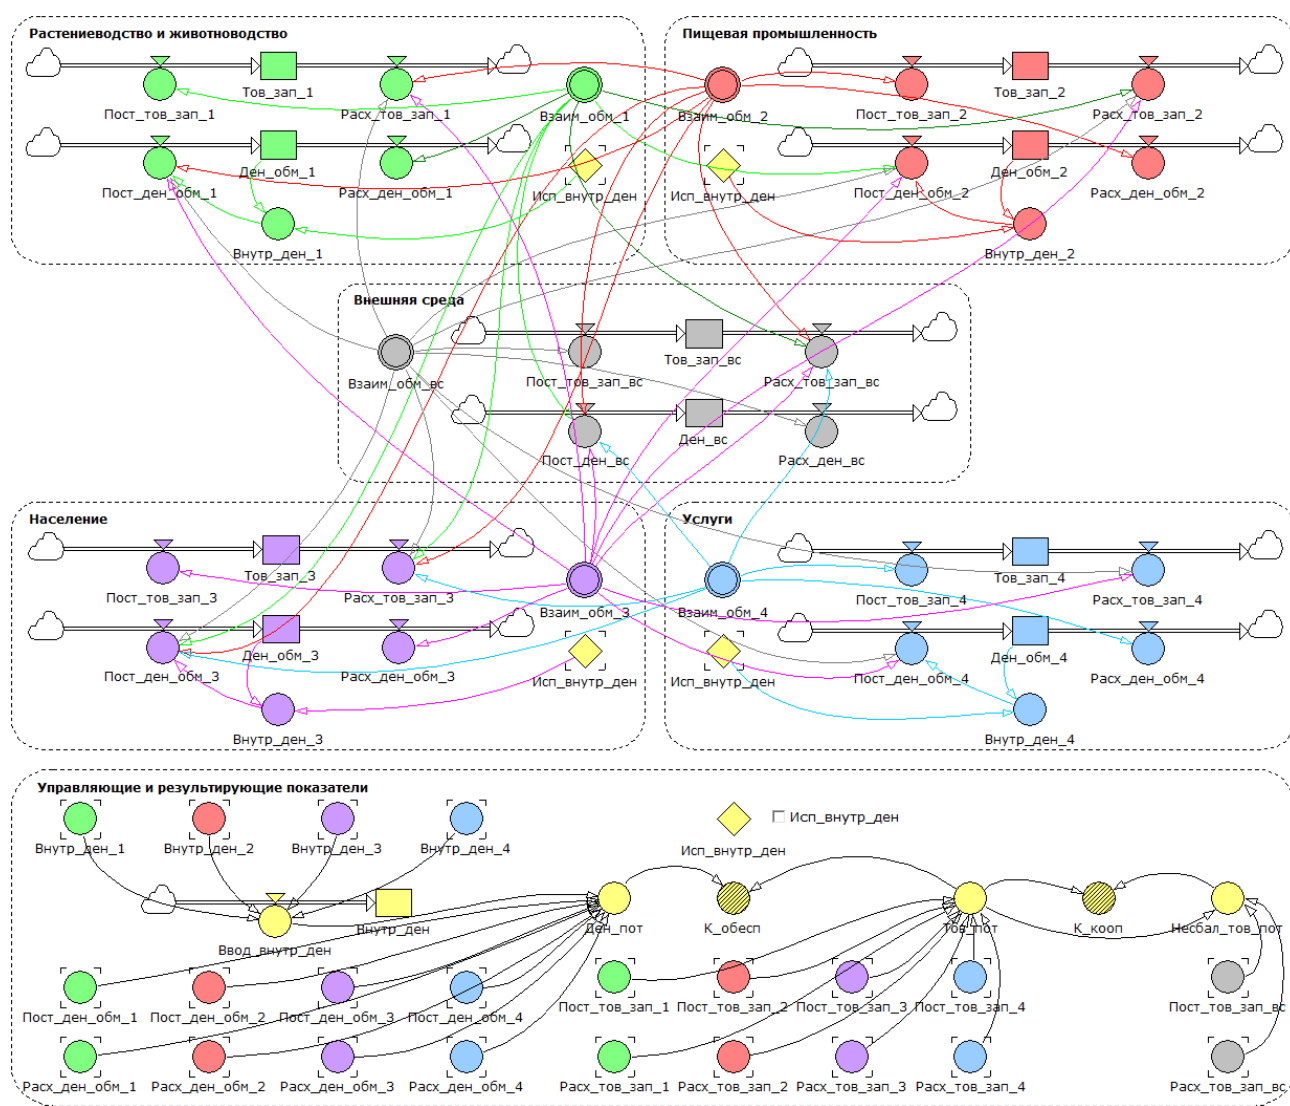 Растениеводство и животноводство
Тов_зап_1
Пост_тов_зап_1
Расх_тов_зап_1
Взаим_обм_1
Ден_обм_1
Пост_ден_обм_1
Расх_ден_обм_1
Исп_внутр_ден
Внутр_ден_1
Пищевая промышленность
Взаим_обм_2
Тов_зап_2
Пост_тов_зап_2
Расх_тов_зап_2
Исп_внутр_ден
Ден_обм_2
Пост_ден_обм_2
Расх_ден_обм_2
Внутр_ден_2
Внешняя среда
Взаим_обм_вс
Тов_зап_вс
Пост_тов_зап_вс
Расх_тов_зап_вс
Ден_вс
Пост_ден_вс
Расх_ден_вс
Население
Тов_зап_3
Пост_тов_зап_3
Расх_тов_зап_3
Взаим_обм_3
Ден_обм_3
Пост_ден_обм_3
Расх_ден_обм_3
Исп_внутр_ден
Внутр_ден_3
Услуги
Взаим_обм_4
Тов_зап_4
Пост_тов_зап_4
Расх_тов_зап_4
Исп_внутр_ден
Ден_обм_4
Пост_ден_обм_4
Расх_ден_обм_4
Внутр_ден_4
Управляющие и результирующие показатели
Внутр_ден_1
Внутр_ден_2
Внутр_ден_3
Внутр_ден_4
Исп_внутр_ден
Исп_внутр_ден
Внутр_ден
Ввод_внутр_ден
Ден_пот
К_обесп
Тов_пот
К_кооп
Несбал_тов_пот
Пост_ден_обм_1
Пост_ден_обм_2
Пост_ден_обм_3
Пост_ден_обм_4
Пост_тов_зап_1
Пост_тов_зап_2
Пост_тов_зап_3
Пост_тов_зап_4
Пост_тов_зап_вс
Расх_ден_обм_1
Расх_ден_обм_2
Расх_ден_обм_3
Расх_ден_обм_4
Расх_тов_зап_1
Расх_тов_зап_2
Расх_тов_зап_3
Расх_тов_зап_4
Расх_тов_зап_вс